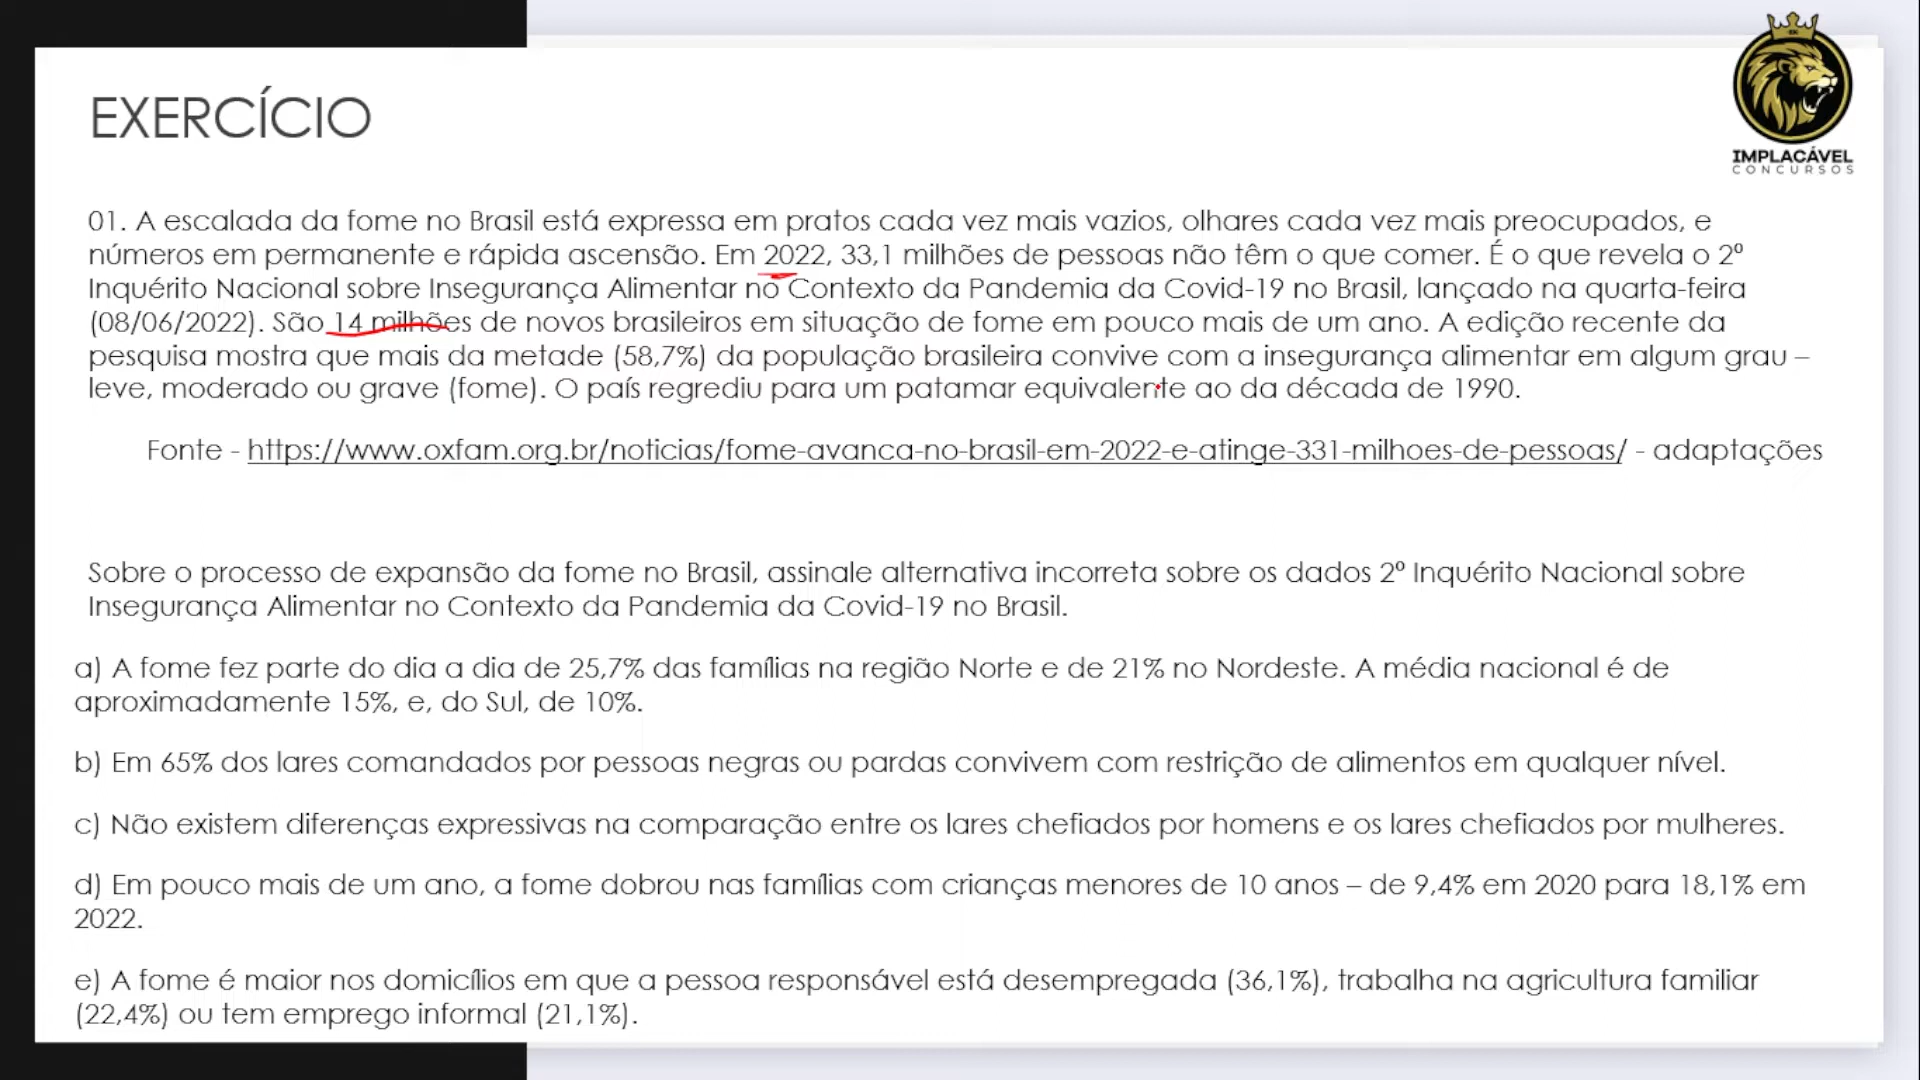 EXERCÍCIO
IMPLACÁVEL
CONCURSOS
01. A escalada da fome no Brasil está expressa em pratos cada vez mais vazios, olhares cada vez mais preocupados, e
números em permanente e rápida ascensão. Em 2022, 33,1 milhões de pessoas não têm o que comer. É o que revela o 2º
Inquérito Nacional sobre Insegurança Alimentar no Contexto da Pandemia da Covid-19 no Brasil, lançado na quarta-feira
(08/06/2022). São 14 milhões de novos brasileiros em situação de fome em pouco mais de um ano. A edição recente da
pesquisa mostra que mais da metade (58,7%) da população brasileira convive com a insegurança alimentar em algum grau –
leve, moderado ou grave (fome). O país regrediu para um patamar equivalente ao da década de 1990.
Fonte - https://www.oxfam.org.br/noticias/fome-avanca-no-brasil-em-2022-e-atinge-331-milhoes-de-pessoas/ - adaptações
Sobre o processo de expansão da fome no Brasil, assinale alternativa incorreta sobre os dados 2º Inquérito Nacional sobre
Insegurança Alimentar no Contexto da Pandemia da Covid-19 no Brasil.
a) A fome fez parte do dia a dia de 25,7% das famílias na região Norte e de 21% no Nordeste. A média nacional é de
aproximadamente 15%, e, do Sul, de 10%.
b) Em 65% dos lares comandados por pessoas negras ou pardas convivem com restrição de alimentos em qualquer nível.
c) Não existem diferenças expressivas na comparação entre os lares chefiados por homens e os lares chefiados por mulheres.
d) Em pouco mais de um ano, a fome dobrou nas famílias com crianças menores de 10 anos – de 9,4% em 2020 para 18,1% em
2022.
e) A fome é maior nos domicílios em que a pessoa responsável está desempregada (36,1%), trabalha na agricultura familiar
(22,4%) ou tem emprego informal (21,1%).